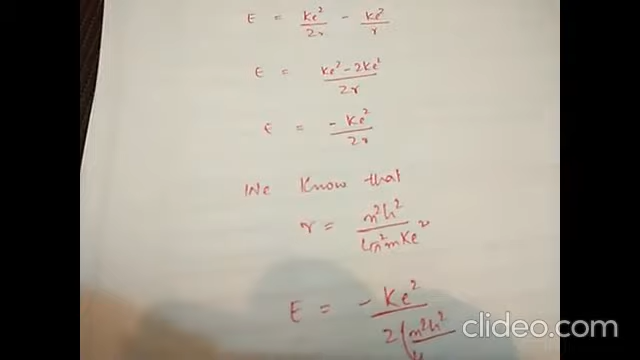 E = Ke²/2r - Ke²/r
E = Ke² - 2Ke²/2r
E = - Ke²/2r
We Know that
r = n²h²/4π²mKe²
E = - Ke²/2(n²h²
clideo.com